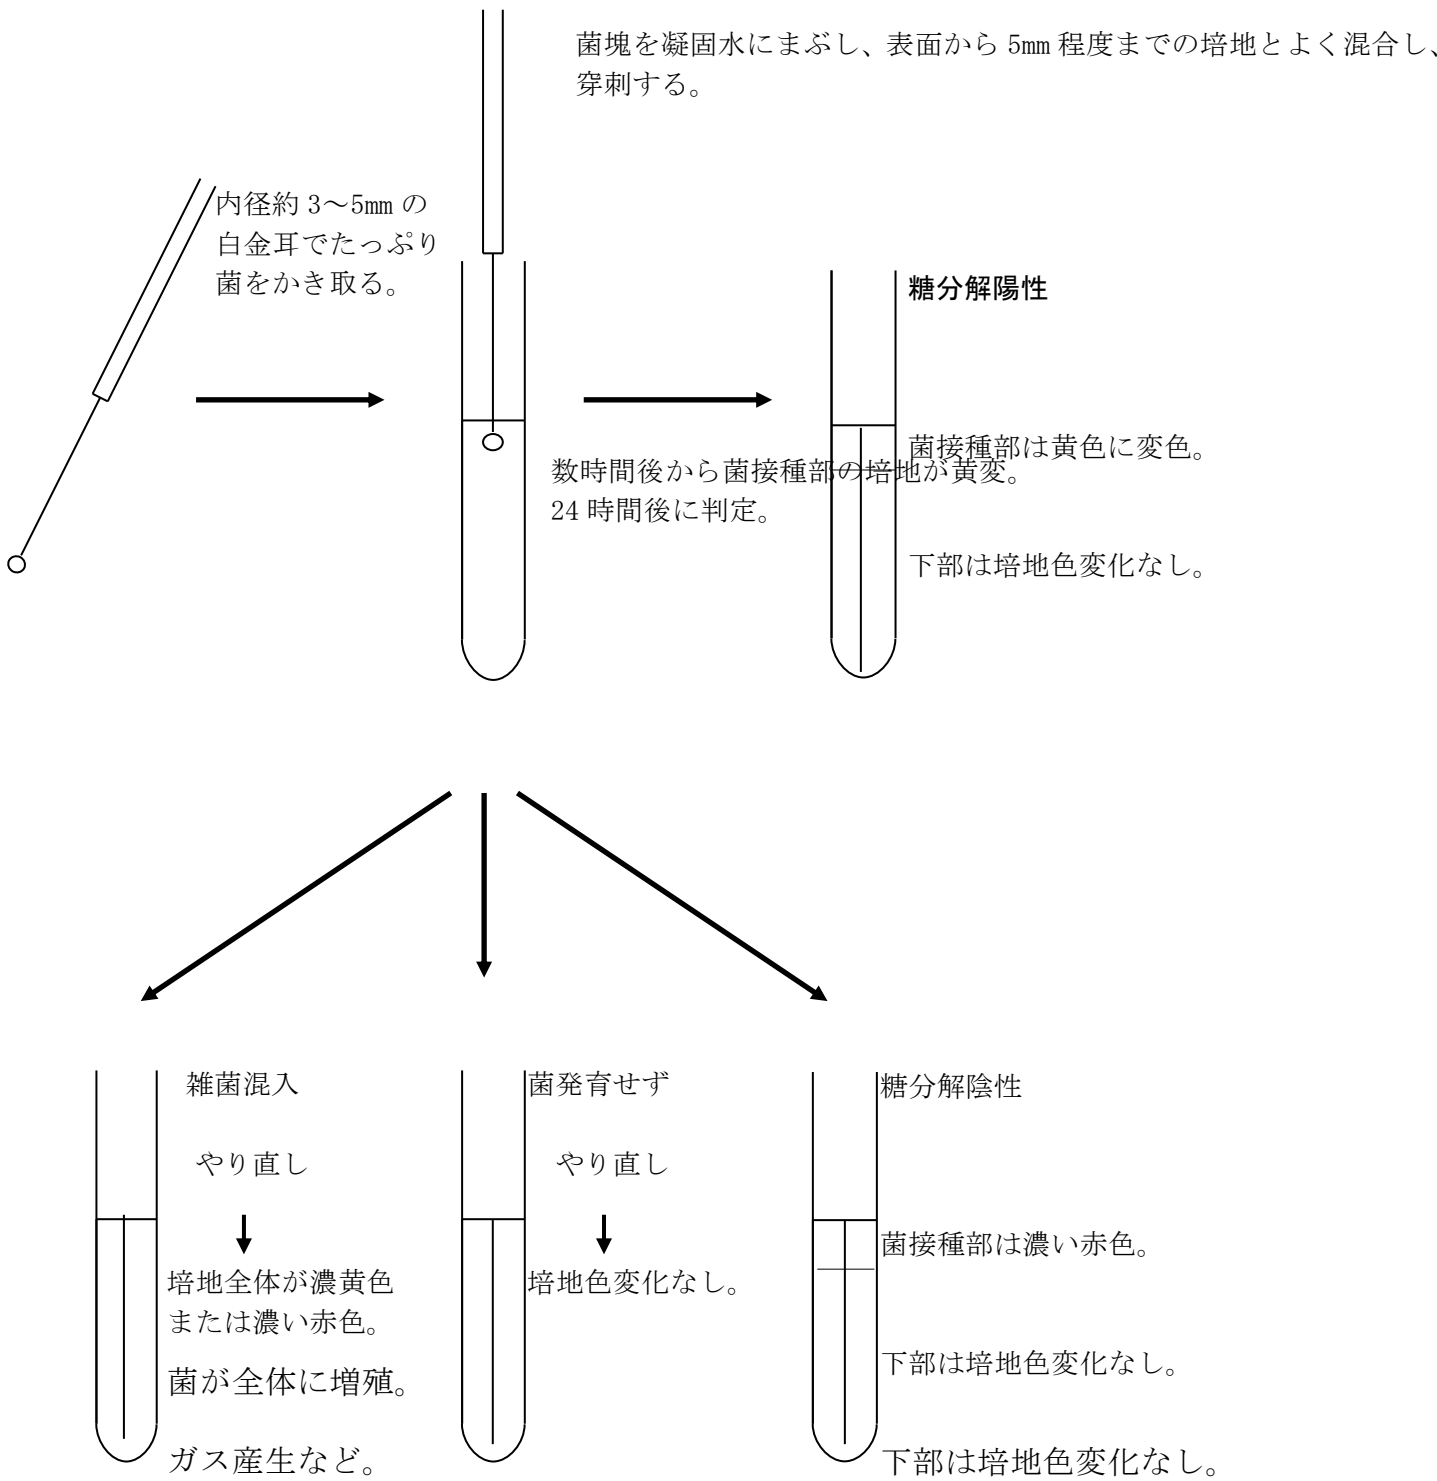 菌塊を凝固水にまぶし、表面から 5mm 程度までの培地とよく混合し、
穿刺する。
内径約 3～5mm の
白金耳でたっぷり
菌をかき取る。
糖分解陽性
菌接種部は黄色に変色。
数時間後から菌接種部の培地が黄変。
24 時間後に判定。
下部は培地色変化なし。
雑菌混入
やり直し
培地全体が濃黄色
または濃い赤色。
菌が全体に増殖。
ガス産生など。
菌発育せず
やり直し
培地色変化なし。
糖分解陰性
菌接種部は濃い赤色。
下部は培地色変化なし。
下部は培地色変化なし。